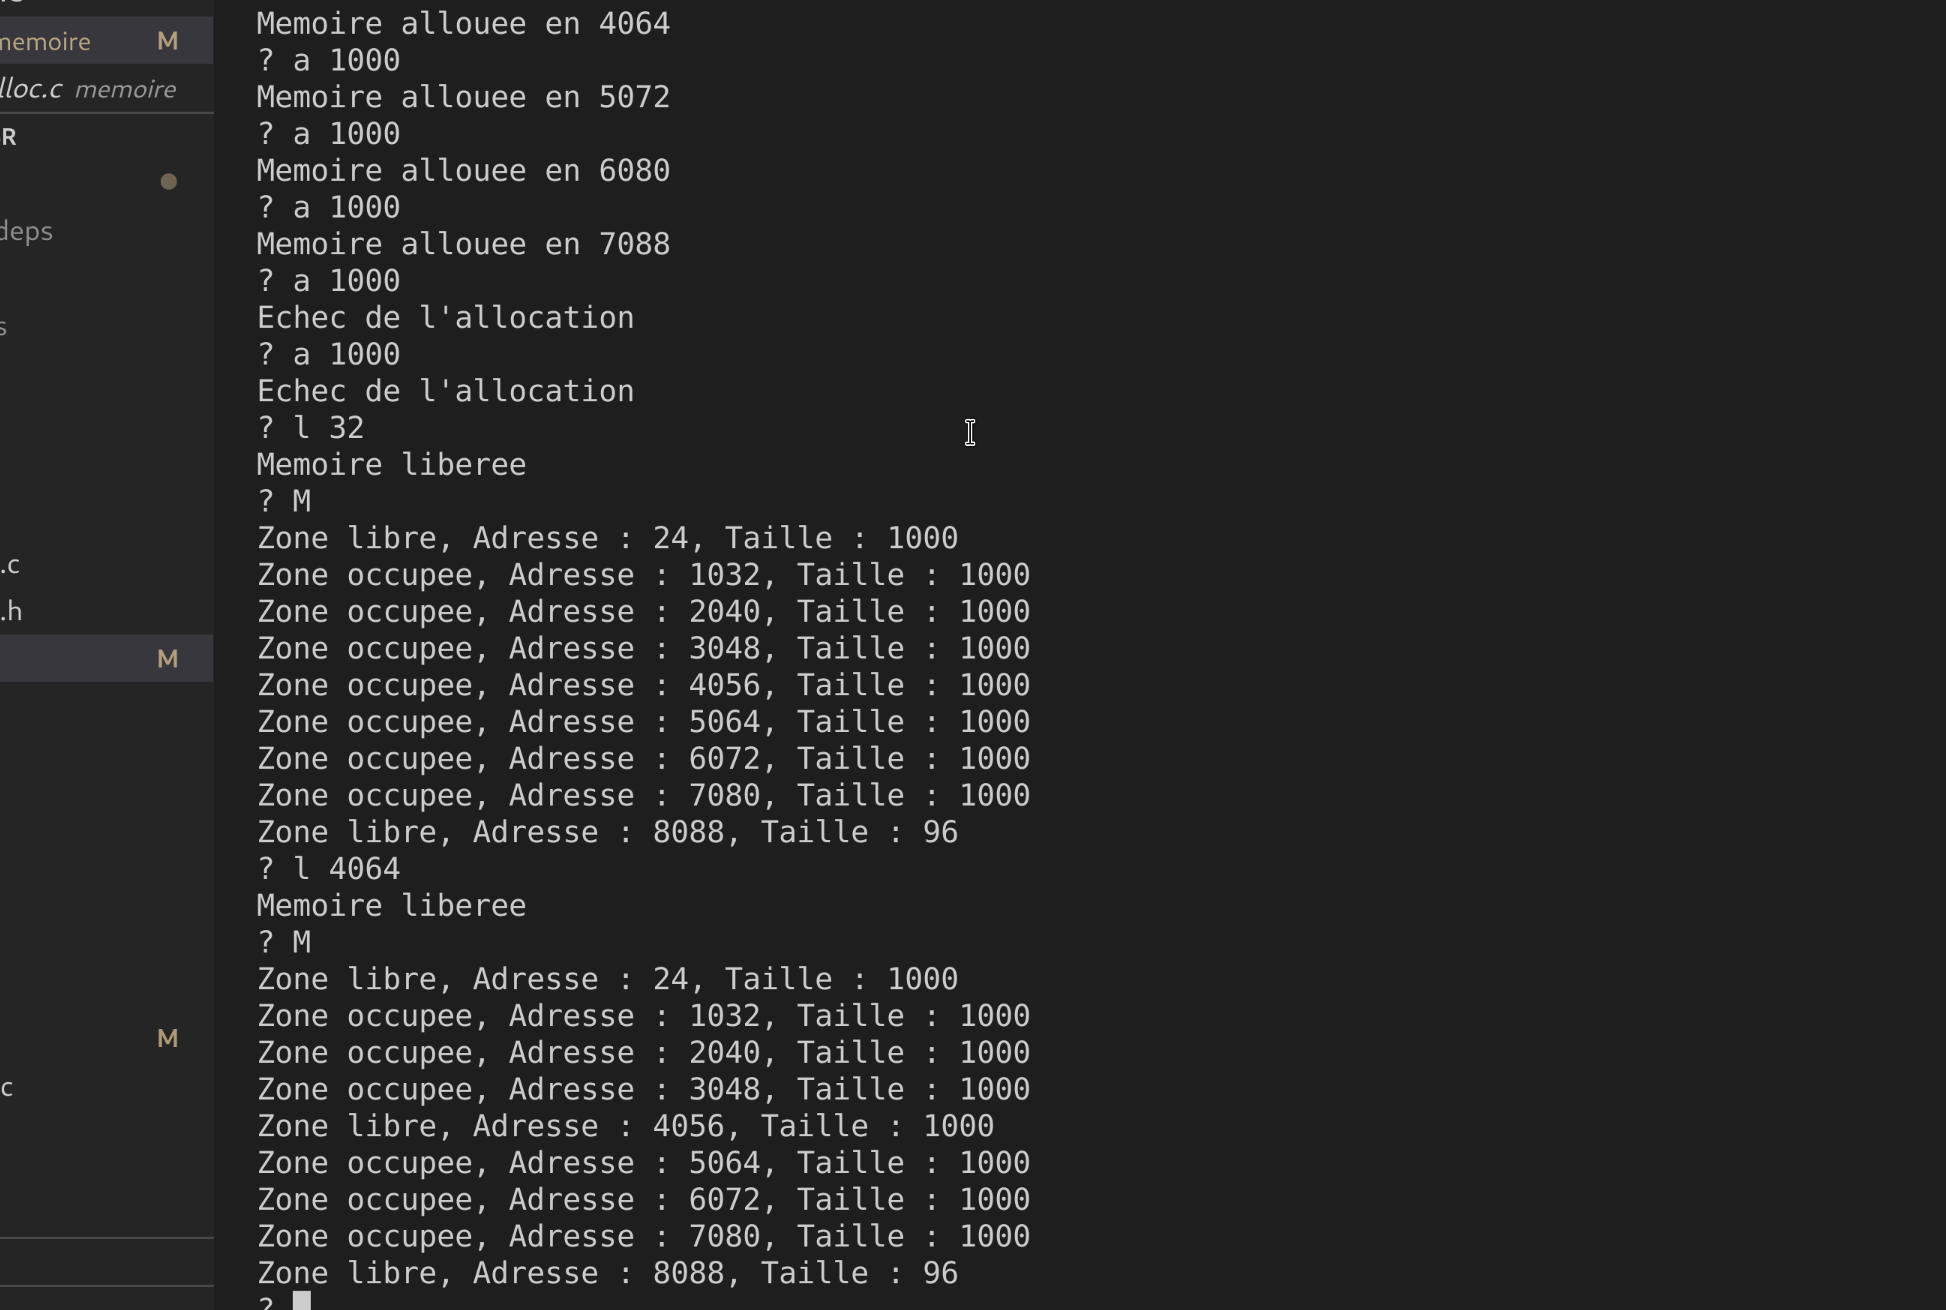 memoire M
lloc.c memoire
R
deps
s
.c
.h
M
M
c
Memoire allouee en 4064
? a 1000
Memoire allouee en 5072
? a 1000
Memoire allouee en 6080
? a 1000
Memoire allouee en 7088
? a 1000
Echec de l'allocation
? a 1000
Echec de l'allocation
? l 32
Memoire liberee
? M
Zone libre, Adresse : 24, Taille : 1000
Zone occupee, Adresse : 1032, Taille : 1000
Zone occupee, Adresse : 2040, Taille : 1000
Zone occupee, Adresse : 3048, Taille : 1000
Zone occupee, Adresse : 4056, Taille : 1000
Zone occupee, Adresse : 5064, Taille : 1000
Zone occupee, Adresse : 6072, Taille : 1000
Zone occupee, Adresse : 7080, Taille : 1000
Zone libre, Adresse : 8088, Taille : 96
? l 4064
Memoire liberee
? M
Zone libre, Adresse : 24, Taille : 1000
Zone occupee, Adresse : 1032, Taille : 1000
Zone occupee, Adresse : 2040, Taille : 1000
Zone occupee, Adresse : 3048, Taille : 1000
Zone libre, Adresse : 4056, Taille : 1000
Zone occupee, Adresse : 5064, Taille : 1000
Zone occupee, Adresse : 6072, Taille : 1000
Zone occupee, Adresse : 7080, Taille : 1000
Zone libre, Adresse : 8088, Taille : 96
?